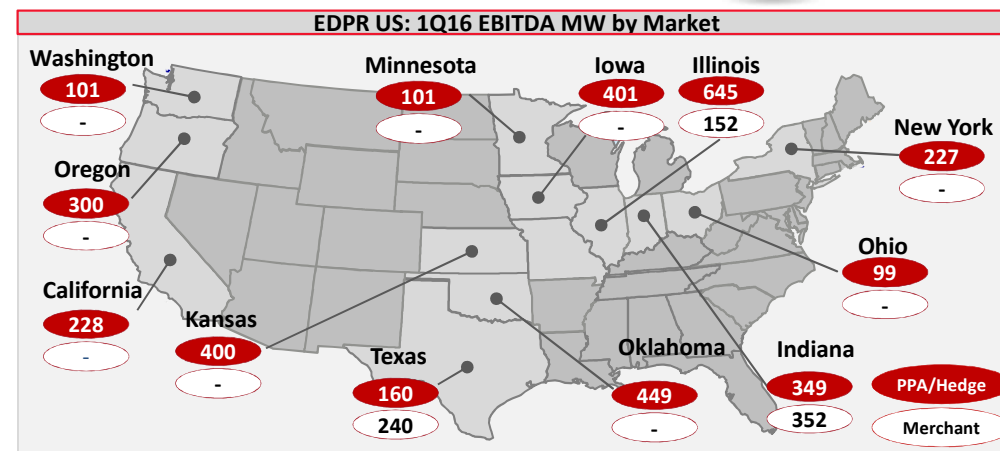 EDPR US: 1Q16 EBITDA MW by Market
Washington
101
-
Minnesota
101
-
Iowa
401
-
Illinois
645
152
New York
227
-
Oregon
300
-
Ohio
99
-
California
228
-
Kansas
400
-
Texas
160
240
Oklahoma
449
-
Indiana
349
352
PPA/Hedge
Merchant